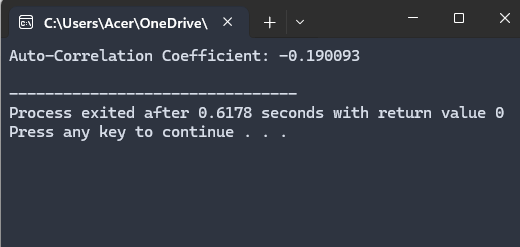 C:\Users\Acer\OneDrive\
Auto-Correlation Coefficient: -0.190093
--------------------------------
Process exited after 0.6178 seconds with return value 0
Press any key to continue . . .